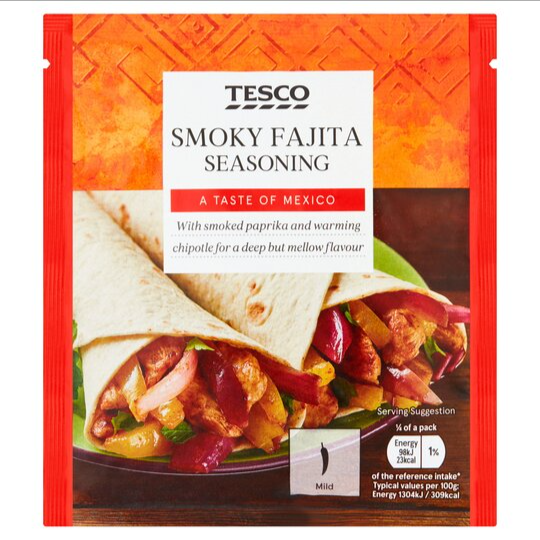 TESCO
SMOKY FAJITA
SEASONING
A TASTE OF MEXICO
With smoked paprika and warming
chipotle for a deep but mellow flavour
Serving Suggestion
¼ of a pack
Energy
98kJ
23kcal
1%
of the reference intake*
Typical values per 100g:
Energy 1304kJ / 309kcal
Mild